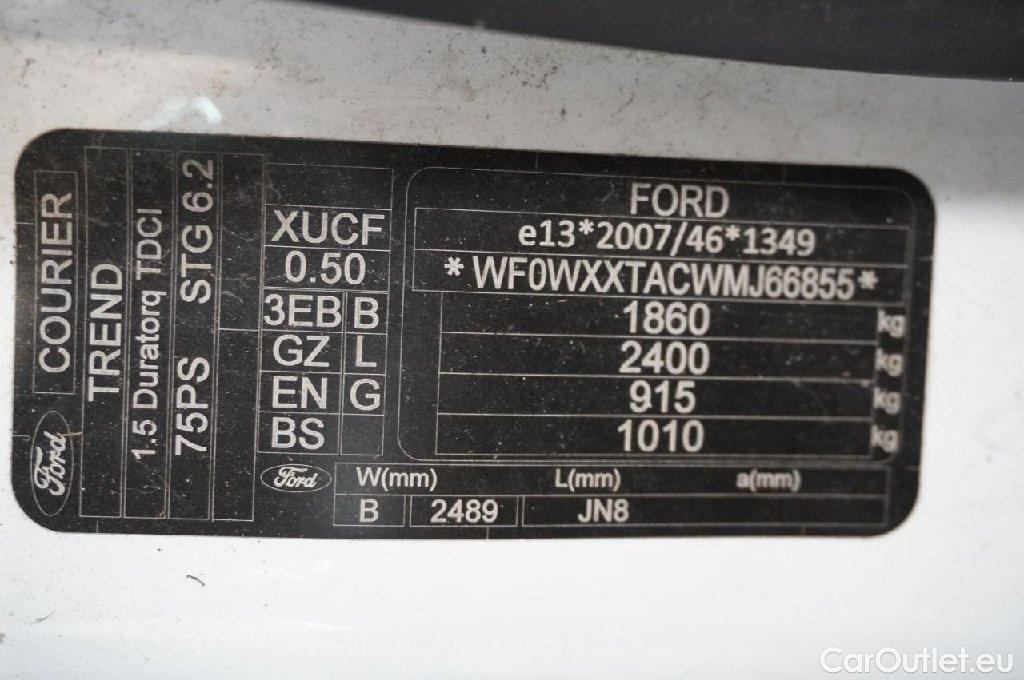 Ford COURIER
TREND
1.5 Duratorq TDCI
75PS STG 6.2
XUCF
0.50
3EB B
GZ L
EN G
BS
FORD
e13*2007/46*1349
*WF0WXXTACWMJ66855*
1860 kg
2400 kg
915 kg
1010 kg
Ford W(mm) L(mm) a(mm)
B 2489 JN8
CarOutlet.eu